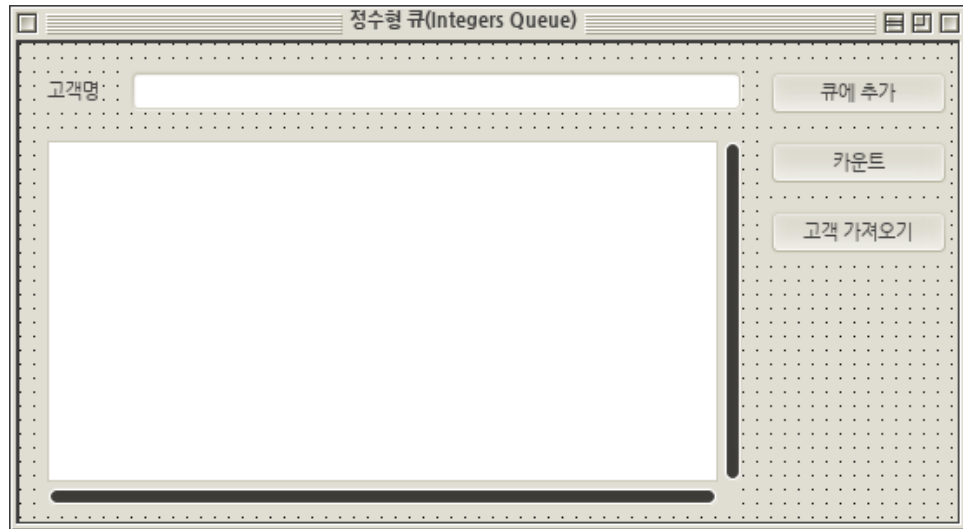 정수형 큐(Integers Queue)
고객명:
큐에 추가
카운트
고객 가져오기